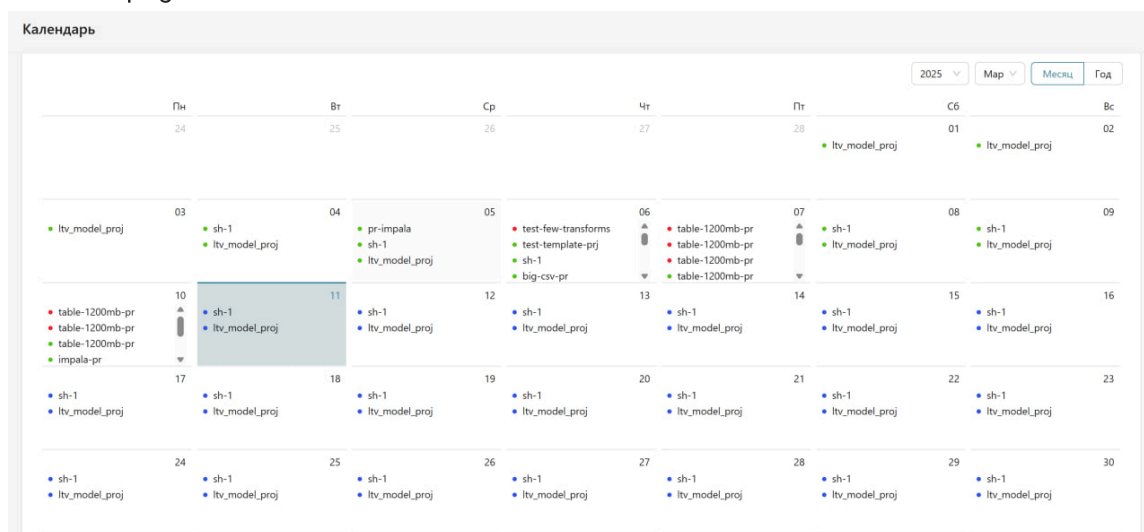 Календарь
2025 Мар Месяц Год
Пн Вт Ср Чт Пт Сб Вс
24 25 26 27 28 01 02
ltv_model_proj ltv_model_proj
03 04 05 06 07 08 09
ltv_model_proj sh-1 pr-impala test-few-transforms table-1200mb-pr sh-1 sh-1
ltv_model_proj sh-1 test-template-prj table-1200mb-pr ltv_model_proj ltv_model_proj
ltv_model_proj sh-1 table-1200mb-pr
big-csv-pr table-1200mb-pr
10 11 12 13 14 15 16
table-1200mb-pr sh-1 sh-1 sh-1 sh-1 sh-1 sh-1
table-1200mb-pr ltv_model_proj ltv_model_proj ltv_model_proj ltv_model_proj ltv_model_proj ltv_model_proj
table-1200mb-pr
impala-pr
17 18 19 20 21 22 23
sh-1 sh-1 sh-1 sh-1 sh-1 sh-1 sh-1
ltv_model_proj ltv_model_proj ltv_model_proj ltv_model_proj ltv_model_proj ltv_model_proj ltv_model_proj
24 25 26 27 28 29 30
sh-1 sh-1 sh-1 sh-1 sh-1 sh-1 sh-1
ltv_model_proj ltv_model_proj ltv_model_proj ltv_model_proj ltv_model_proj ltv_model_proj ltv_model_proj